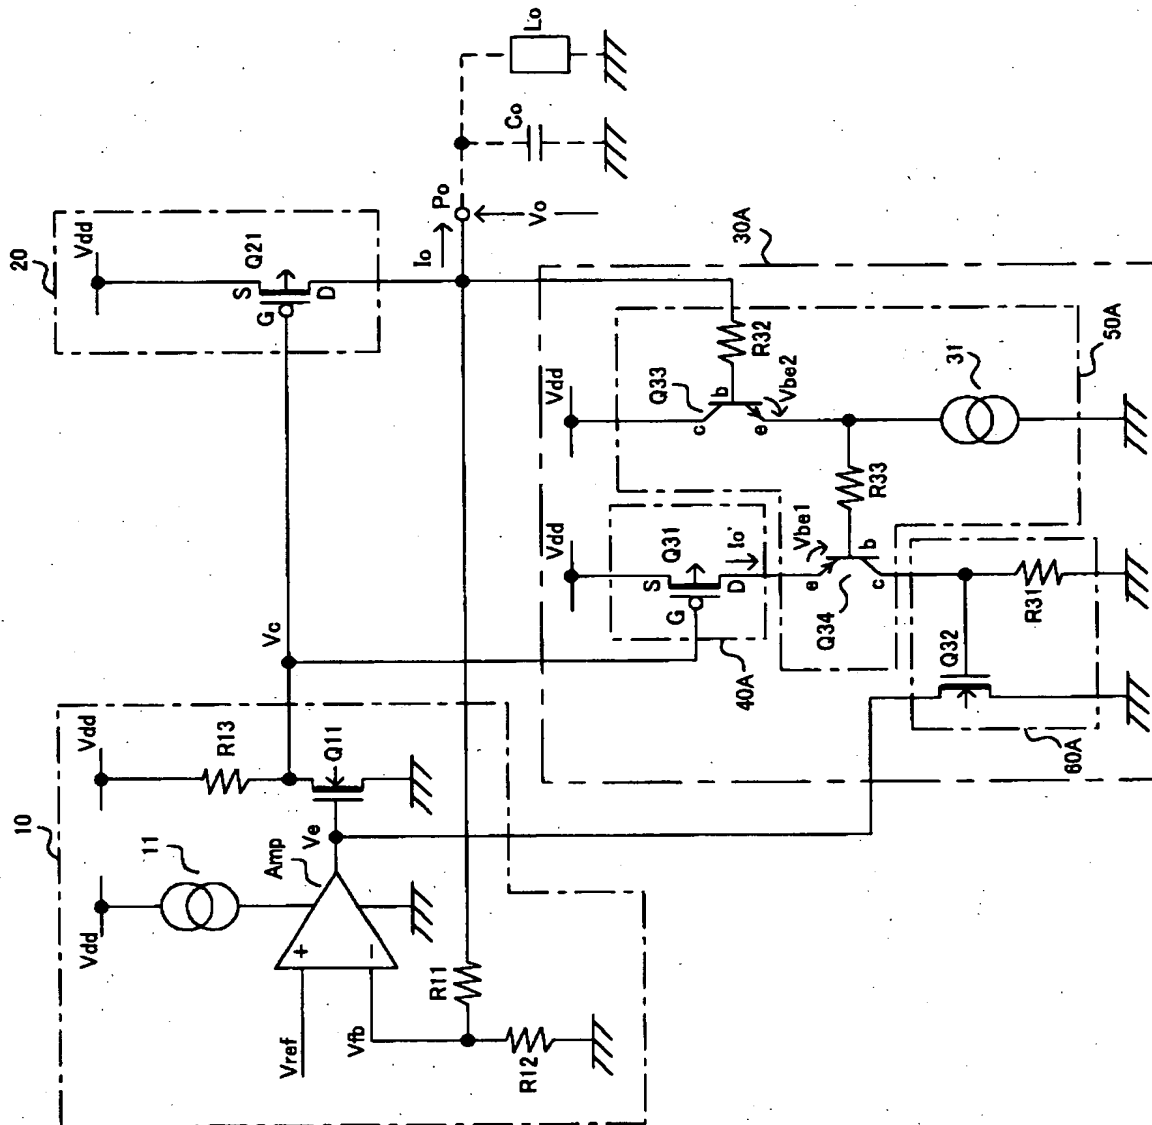 20
Vdd
Q21
S
G
D
Io
Po
Vo
Co
Lo
10
Vdd
11
Amp
Ve
Vdd
R13
Q11
Vc
+
−
Vref
Vfb
R11
R12
30A
50A
Vdd
Q33
c
b
e
Vbe2
R32
31
R33
Vdd
S
Q31
G
D
Io'
40A
Vbe1
e
b
c
Q34
Q32
R31
60A